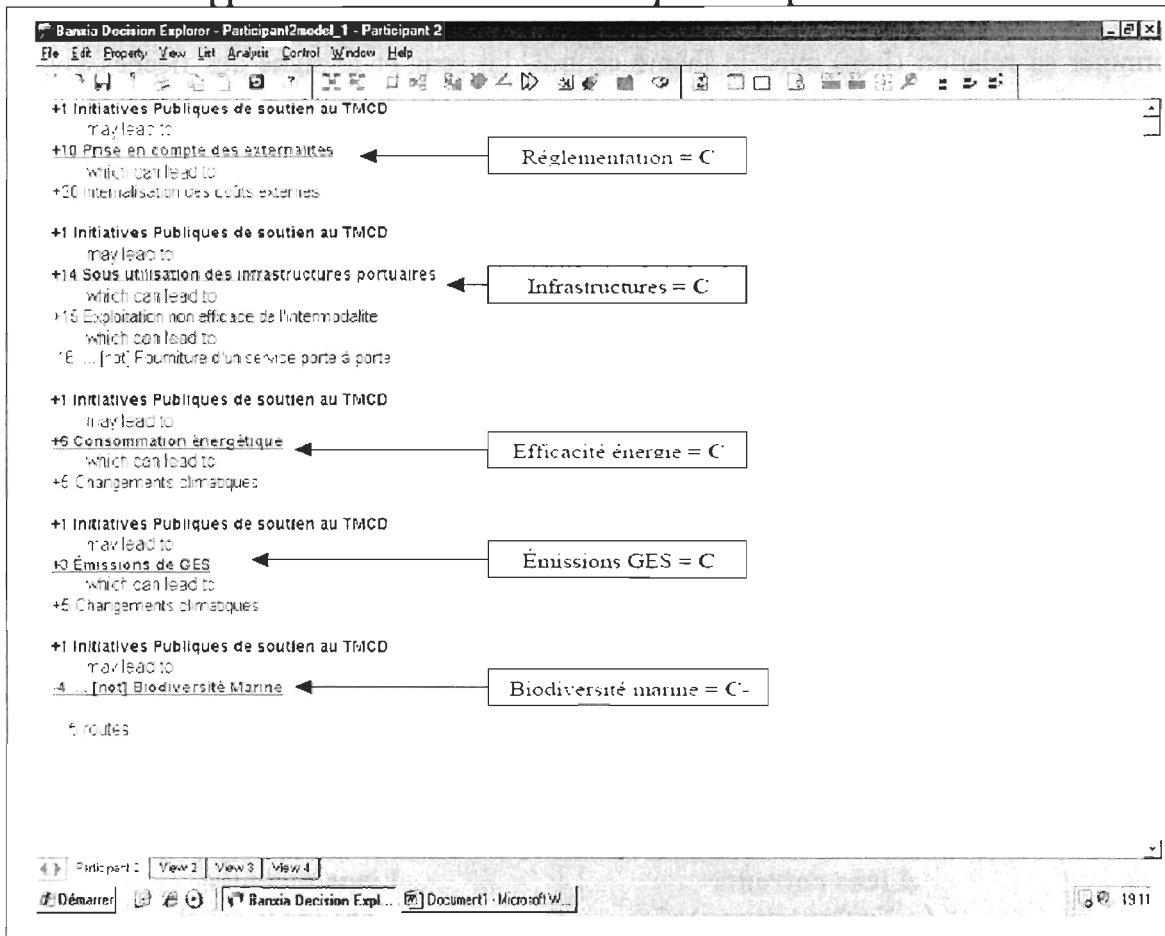 Banxia Decision Explorer - Participant2model_1 - Participant 2
File Edit Property View List Analysis Control Window Help
+1 Initiatives Publiques de soutien au TMCD
may lead to
+10 Prise en compte des externalités
Réglementation = C
which can lead to
internalisation des coûts externes
+1 Initiatives Publiques de soutien au TMCD
may lead to
+14 Sous utilisation des infrastructures portuaires
Infrastructures = C
which can lead to
+15 Exploitation non efficace de l'intermodalite
which can lead to
... [not] Fourniture d'un service porte à porte
+1 Initiatives Publiques de soutien au TMCD
may lead to
+6 Consommation énergétique
Efficacité énergie = C
which can lead to
+5 Changements climatiques
+1 Initiatives Publiques de soutien au TMCD
may lead to
+3 Émissions de GES
Émissions GES = C
which can lead to
+5 Changements climatiques
+1 Initiatives Publiques de soutien au TMCD
may lead to
-4 ... [not] Biodiversité Marine
Biodiversité marine = C-
routes
Participant 2 View 2 View 3 View 4
Démarrer Banxia Decision Expl... Document1 - Microsoft W... 19:11